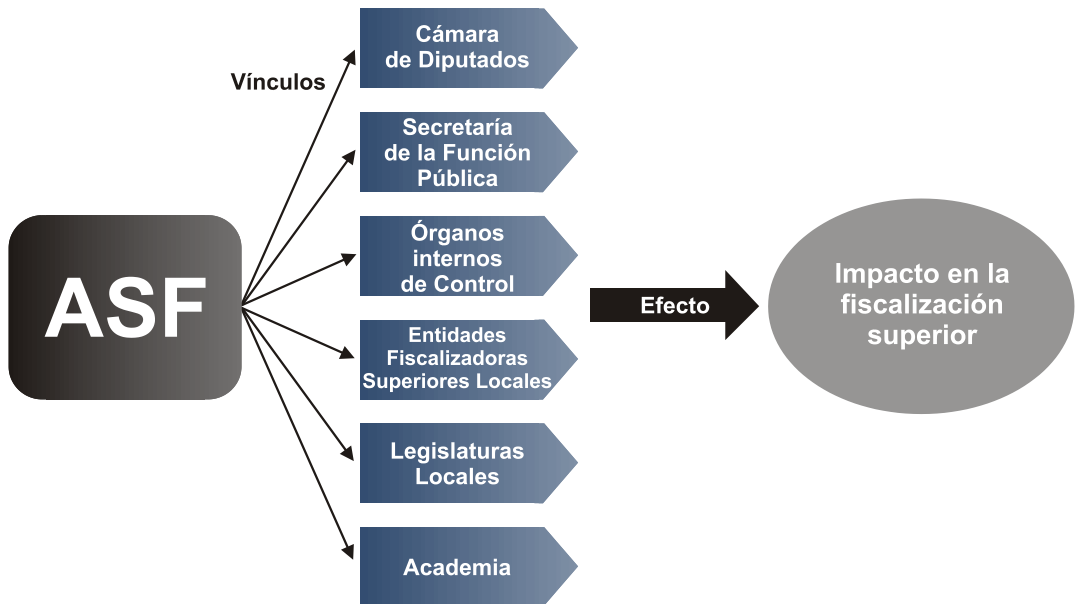 ASF
Vínculos
Cámara
de Diputados
Secretaría
de la Función
Pública
Órganos
internos
de Control
Entidades
Fiscalizadoras
Superiores Locales
Legislaturas
Locales
Academia
Efecto
Impacto en la
fiscalización
superior